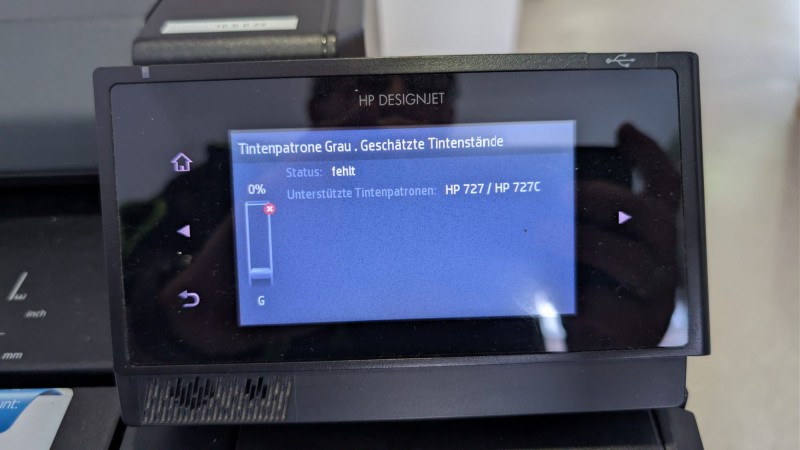 HP DESIGNJET
Tintenpatrone Grau . Geschätzte Tintenstände
Status: fehlt
0%
Unterstützte Tintenpatronen: HP 727 / HP 727C
G
inch
mm